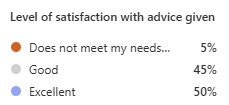 Level of satisfaction with advice given
Does not meet my needs... 5%
Good 45%
Excellent 50%